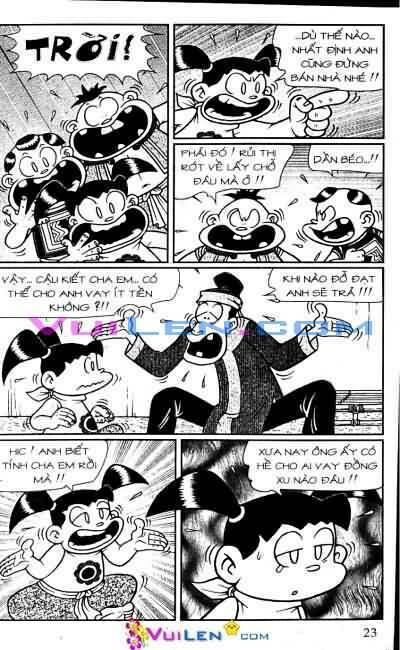 TRỜI!
...DÙ THẾ NÀO...
NHẤT ĐỊNH ANH
CŨNG ĐỪNG
BÁN NHÀ NHÉ !!
PHẢI ĐÓ ! RỦI THI
RỚT VỀ LẤY CHỖ
ĐÂU MÀ Ở !!
DẦN BÉO...!!
VẬY... CẬU KIẾT CHA EM... CÓ
THỂ CHO ANH VAY ÍT TIỀN
KHÔNG ?!!
KHI NÀO ĐỖ ĐẠT
ANH SẼ TRẢ !!!
VUILEN.COM
HIC ! ANH BIẾT
TÍNH CHA EM RỒI
MÀ !!
XƯA NAY ÔNG ẤY CÓ
HỀ CHO AI VAY ĐỒNG
XU NÀO ĐÂU !!
VUILEN.COM
23